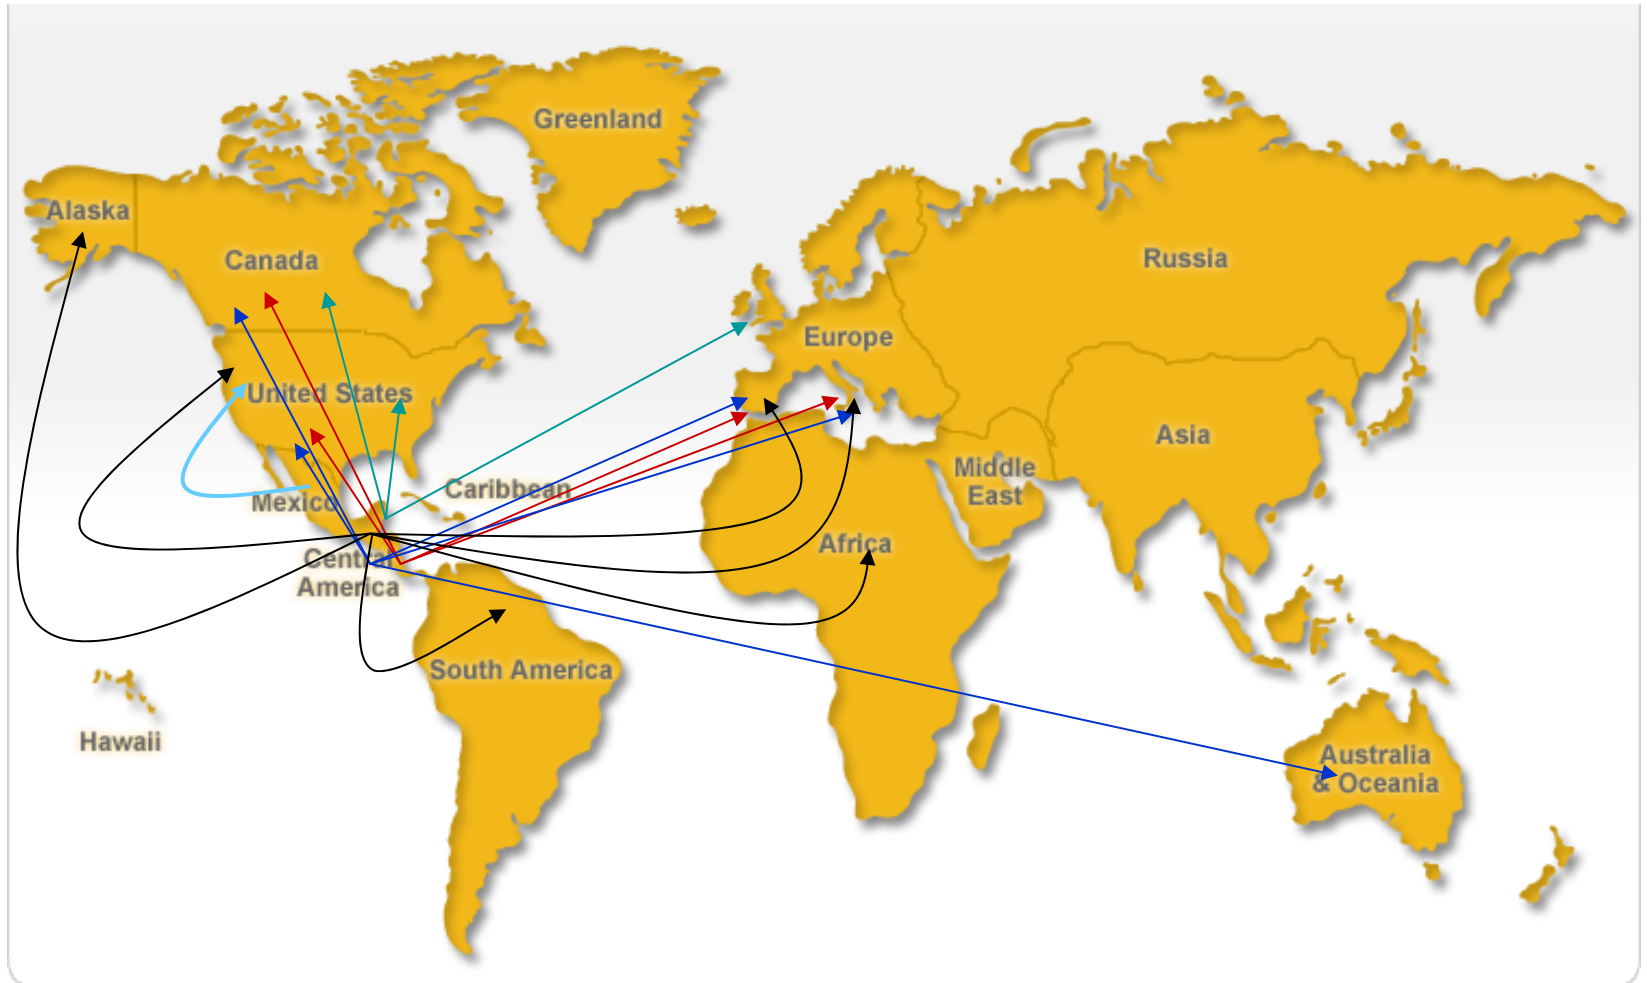 Greenland
Alaska
Canada
Russia
Europe
United States
Asia
Middle
East
Caribbean
Mexico
Africa
Central
America
South America
Hawaii
Australia
& Oceania